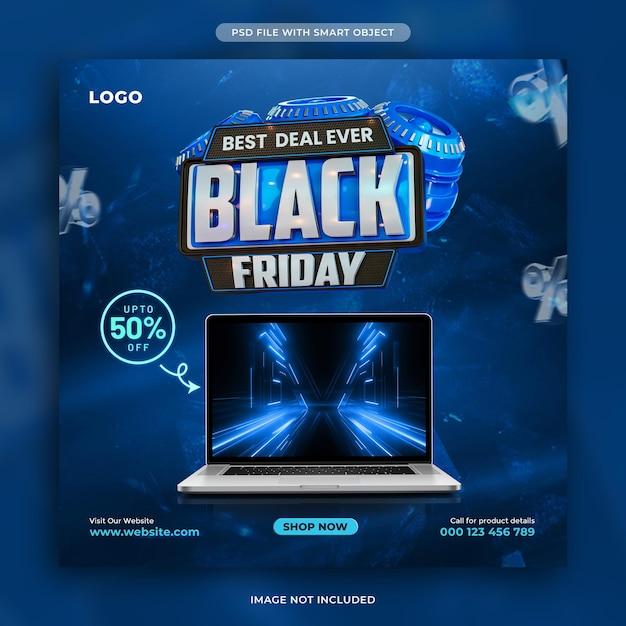 PSD FILE WITH SMART OBJECT
LOGO
BEST DEAL EVER
BLACK
FRIDAY
UPTO
50%
OFF
%
%
%
Visit Our Website
www.website.com
SHOP NOW
Call for product details
000 123 456 789
IMAGE NOT INCLUDED